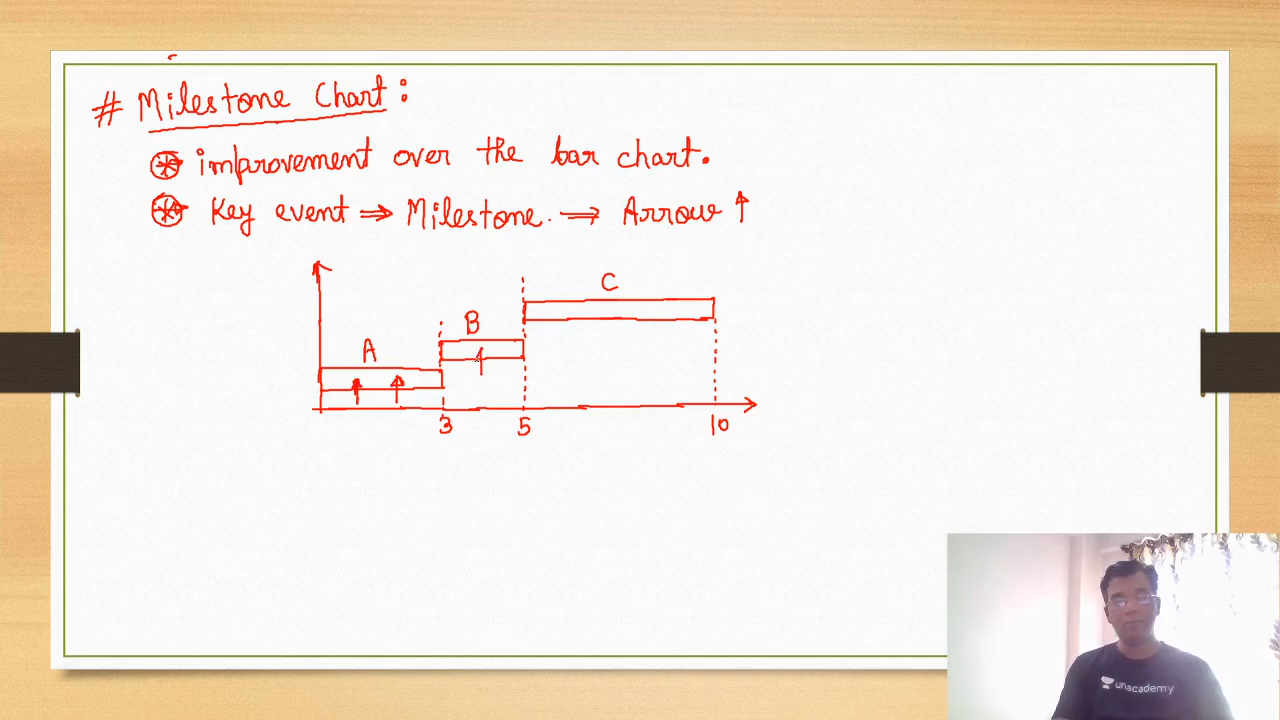 # Milestone Chart:
improvement over the bar chart.
Key event ⇒ Milestone. ⇒ Arrow ↑
C
B
A
3 5 10
unacademy